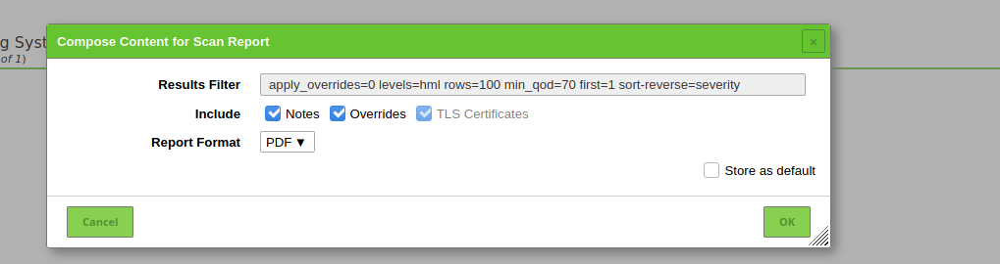 g Syst
of 1)
Compose Content for Scan Report
×
Results Filter apply_overrides=0 levels=hml rows=100 min_qod=70 first=1 sort-reverse=severity
Include Notes Overrides TLS Certificates
Report Format PDF ▼
Store as default
Cancel OK